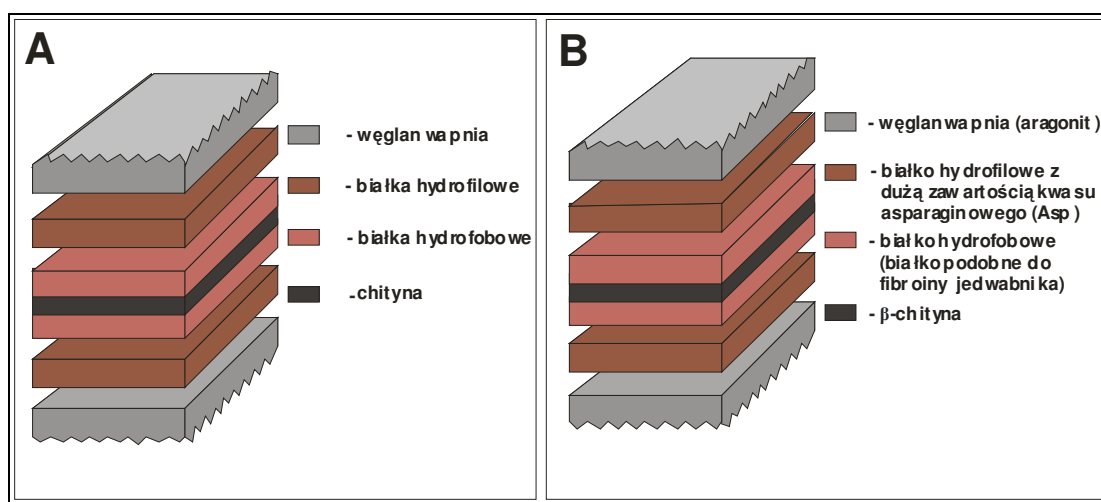 A
- węglan wapnia
- białka hydrofilowe
- białka hydrofobowe
- chityna
B
- węglan wapnia (aragonit)
- białko hydrofilowe z
dużą zawartością kwasu
asparaginowego (Asp)
- białko hydrofobowe
(białko podobne do
fibroiny jedwabnika)
- β-chityna